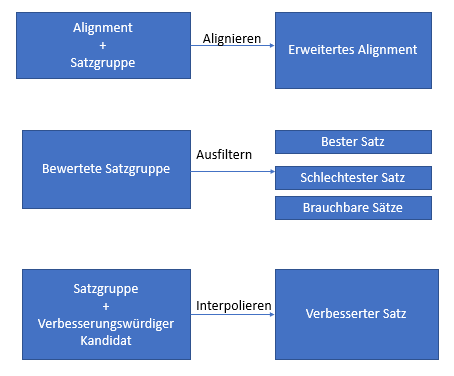 Alignment
+
Satzgruppe
Alignieren
Erweitertes Alignment
Bewertete Satzgruppe
Ausfiltern
Bester Satz
Schlechtester Satz
Brauchbare Sätze
Satzgruppe
+
Verbesserungswürdiger
Kandidat
Interpolieren
Verbesserter Satz